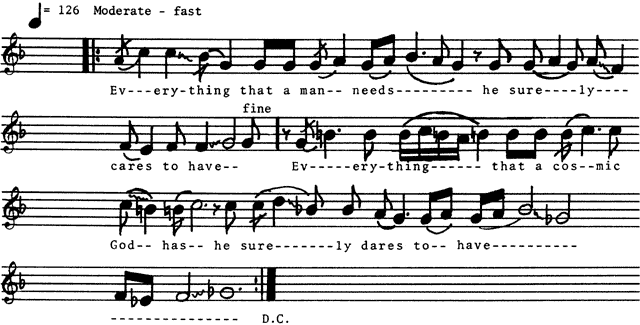 = 126 Moderate - fast
Ev---ery-thing that a man-- needs--------- he sure----ly----
fine
cares to have-- Ev-----ery-thing------ that a cos--mic
God-- has-- he sure-------ly dares to-- have-----------
--------------- D.C.